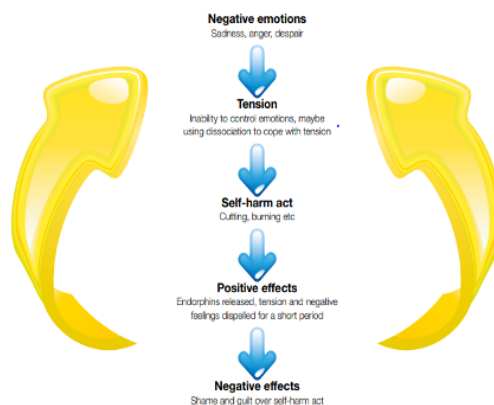 Negative emotions
Sadness, anger, despair
Tension
Inability to control emotions, maybe
using dissociation to cope with tension
Self-harm act
Cutting, burning etc
Positive effects
Endorphins released, tension and negative
feelings dispelled for a short period
Negative effects
Shame and guilt over self-harm act